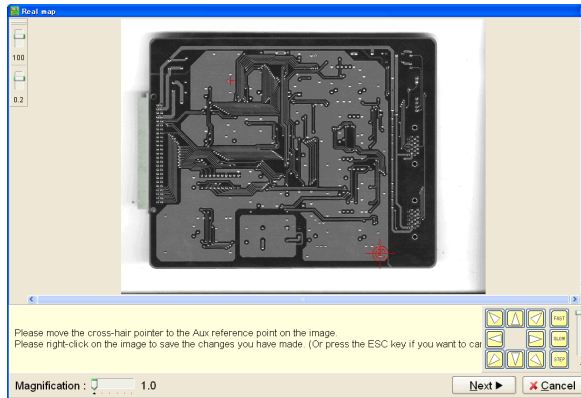 Real map
100
0.2
Please move the cross-hair pointer to the Aux reference point on the image.
Please right-click on the image to save the changes you have made. (Or press the ESC key if you want to ca
FAST
SLOW
STEP
Magnification : 1.0
Next
Cancel